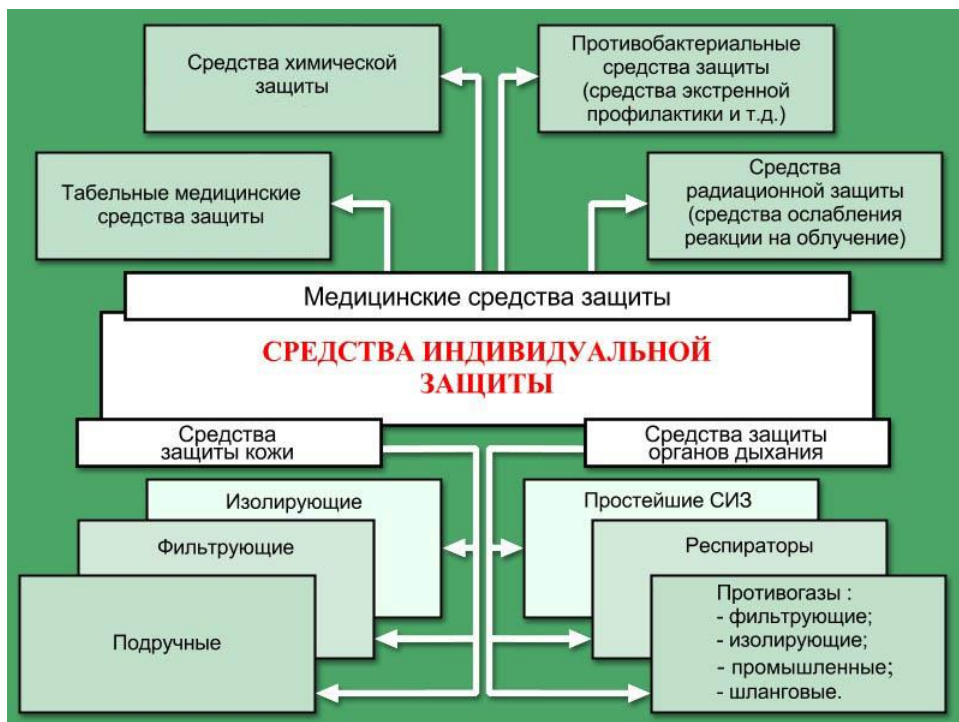 Средства химической
защиты
Противобактериальные
средства защиты
(средства экстренной
профилактики и т.д.)
Табельные медицинские
средства защиты
Средства
радиационной защиты
(средства ослабления
реакции на облучение)
Медицинские средства защиты
СРЕДСТВА ИНДИВИДУАЛЬНОЙ
ЗАЩИТЫ
Средства
защиты кожи
Средства защиты
органов дыхания
Изолирующие
Фильтрующие
Подручные
Простейшие СИЗ
Респираторы
Противогазы :
- фильтрующие;
- изолирующие;
- промышленные;
- шланговые.